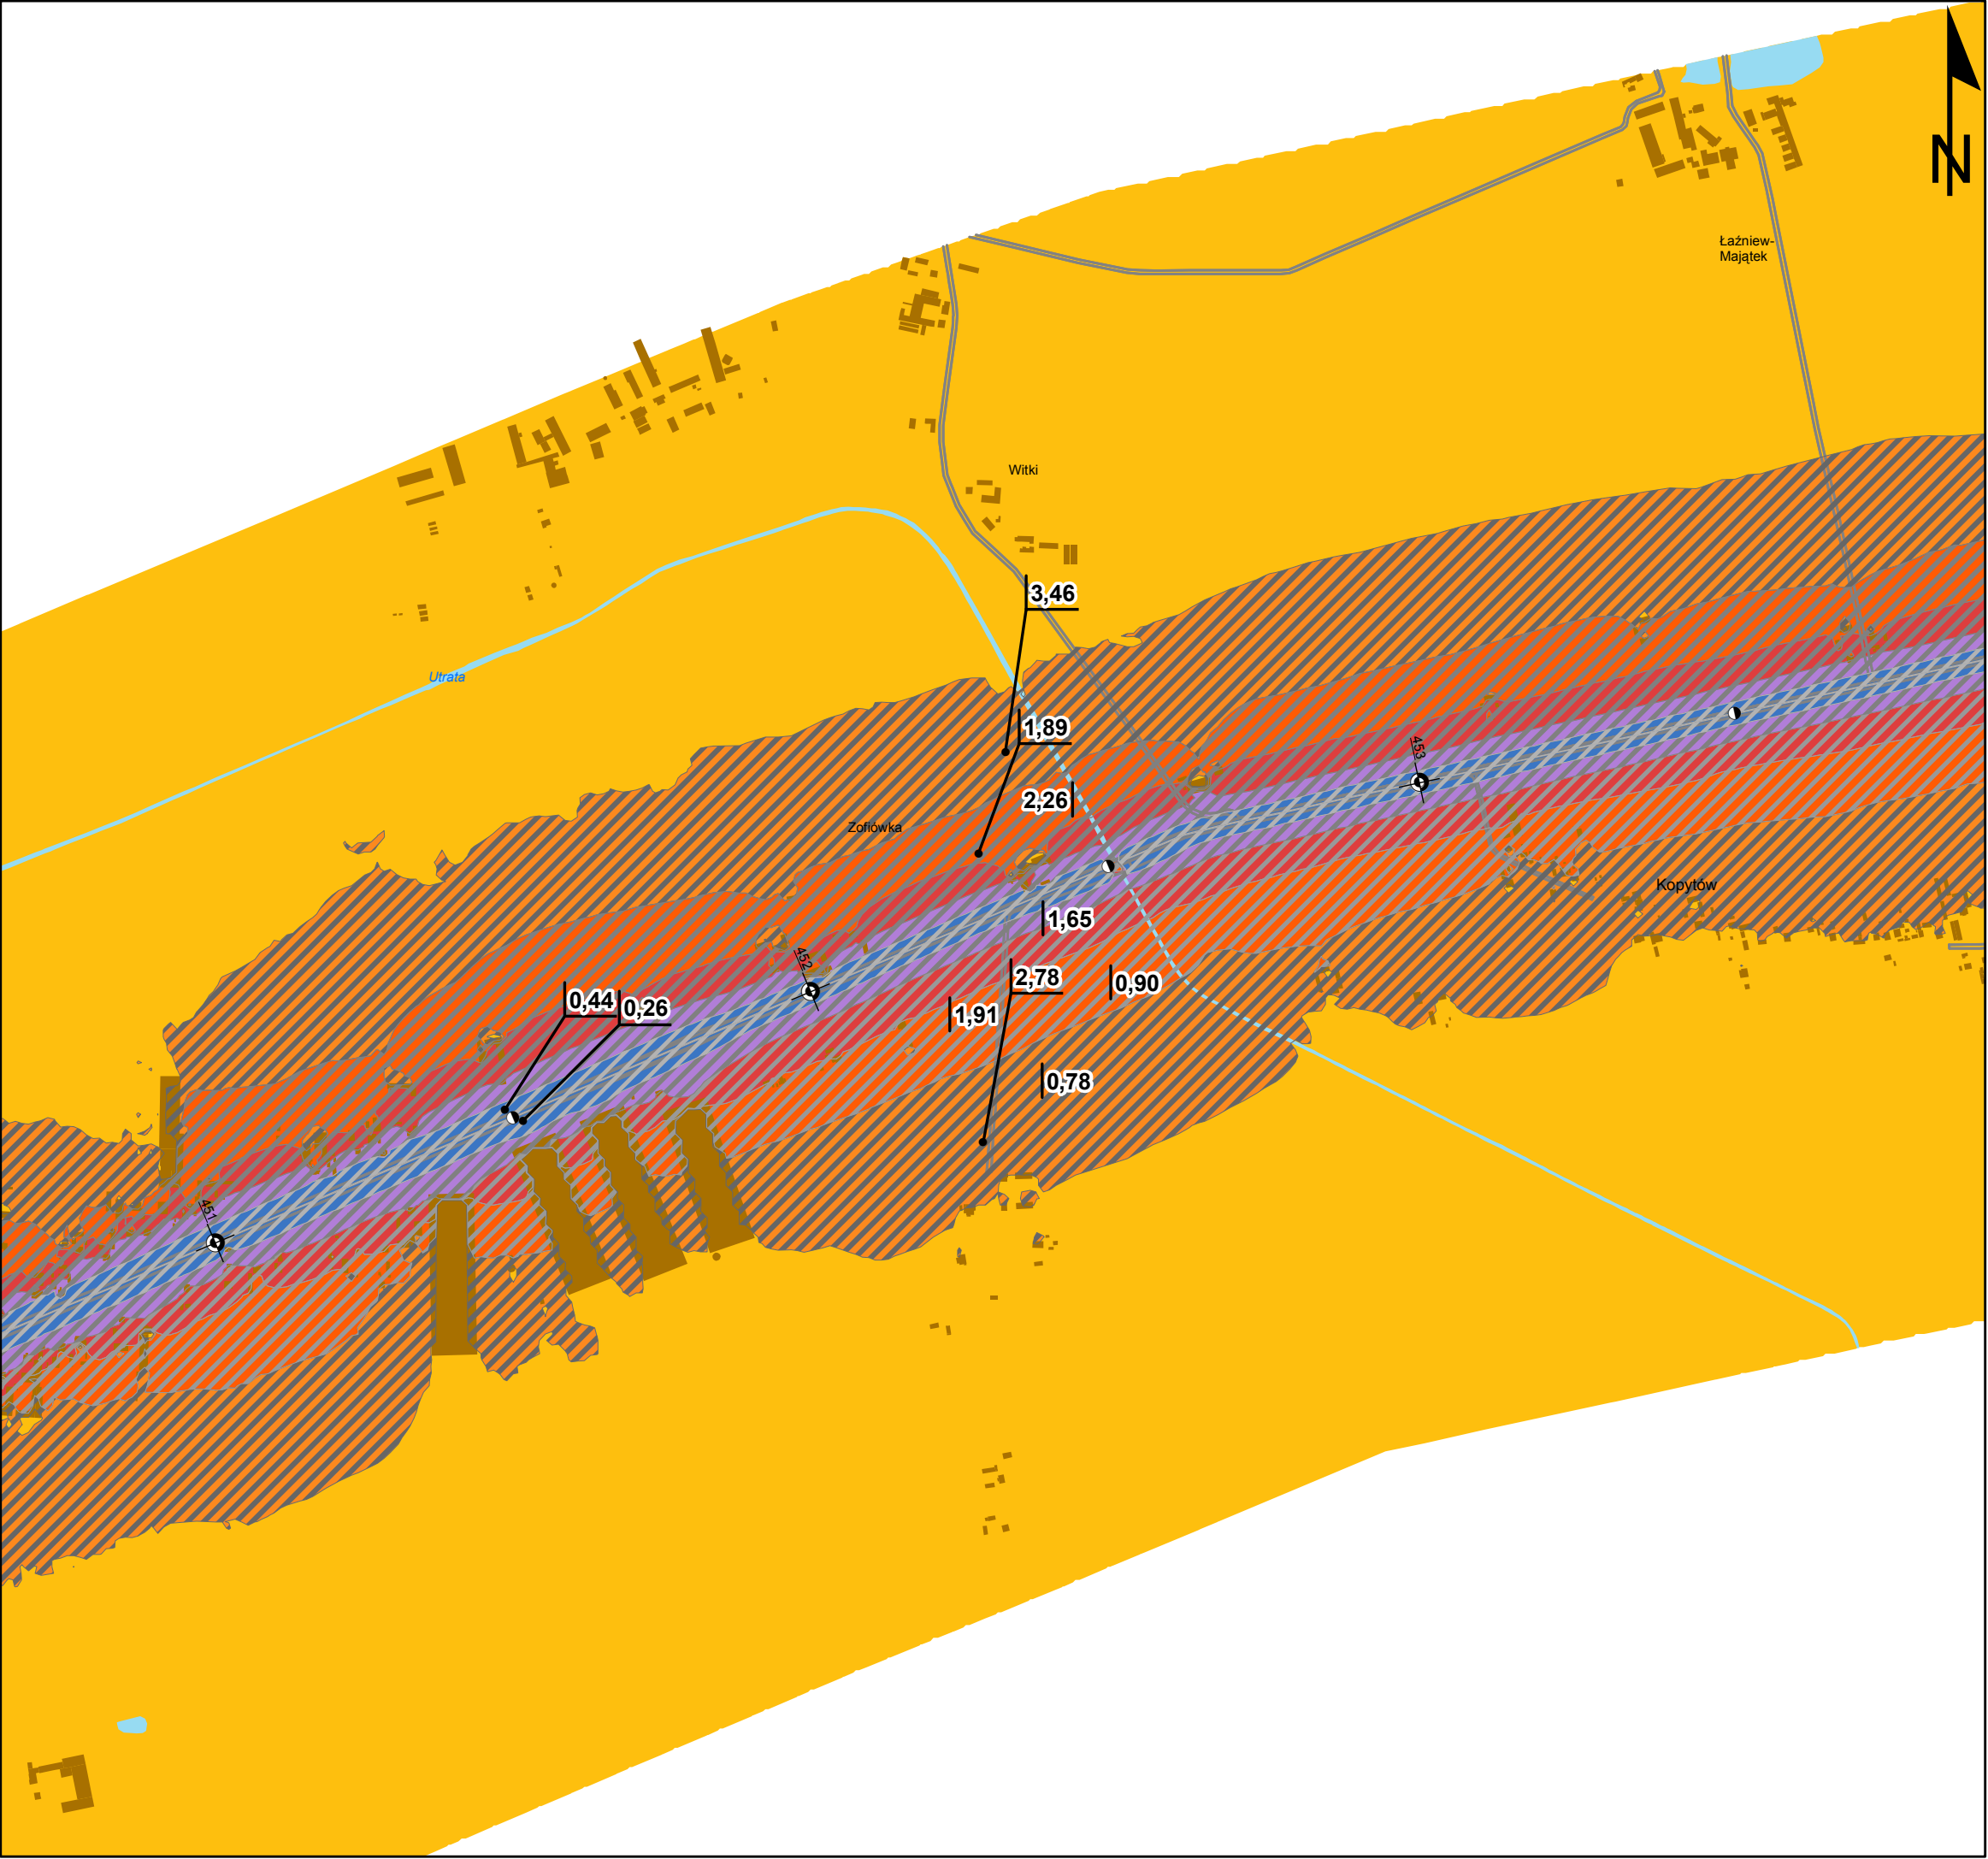 N
Łaźniew-
Majątek
Witki
3,46
Utrata
1,89
453
2,26
Zofiówka
Kopytów
1,65
452
2,78
0,90
0,44
0,26
1,91
0,78
451